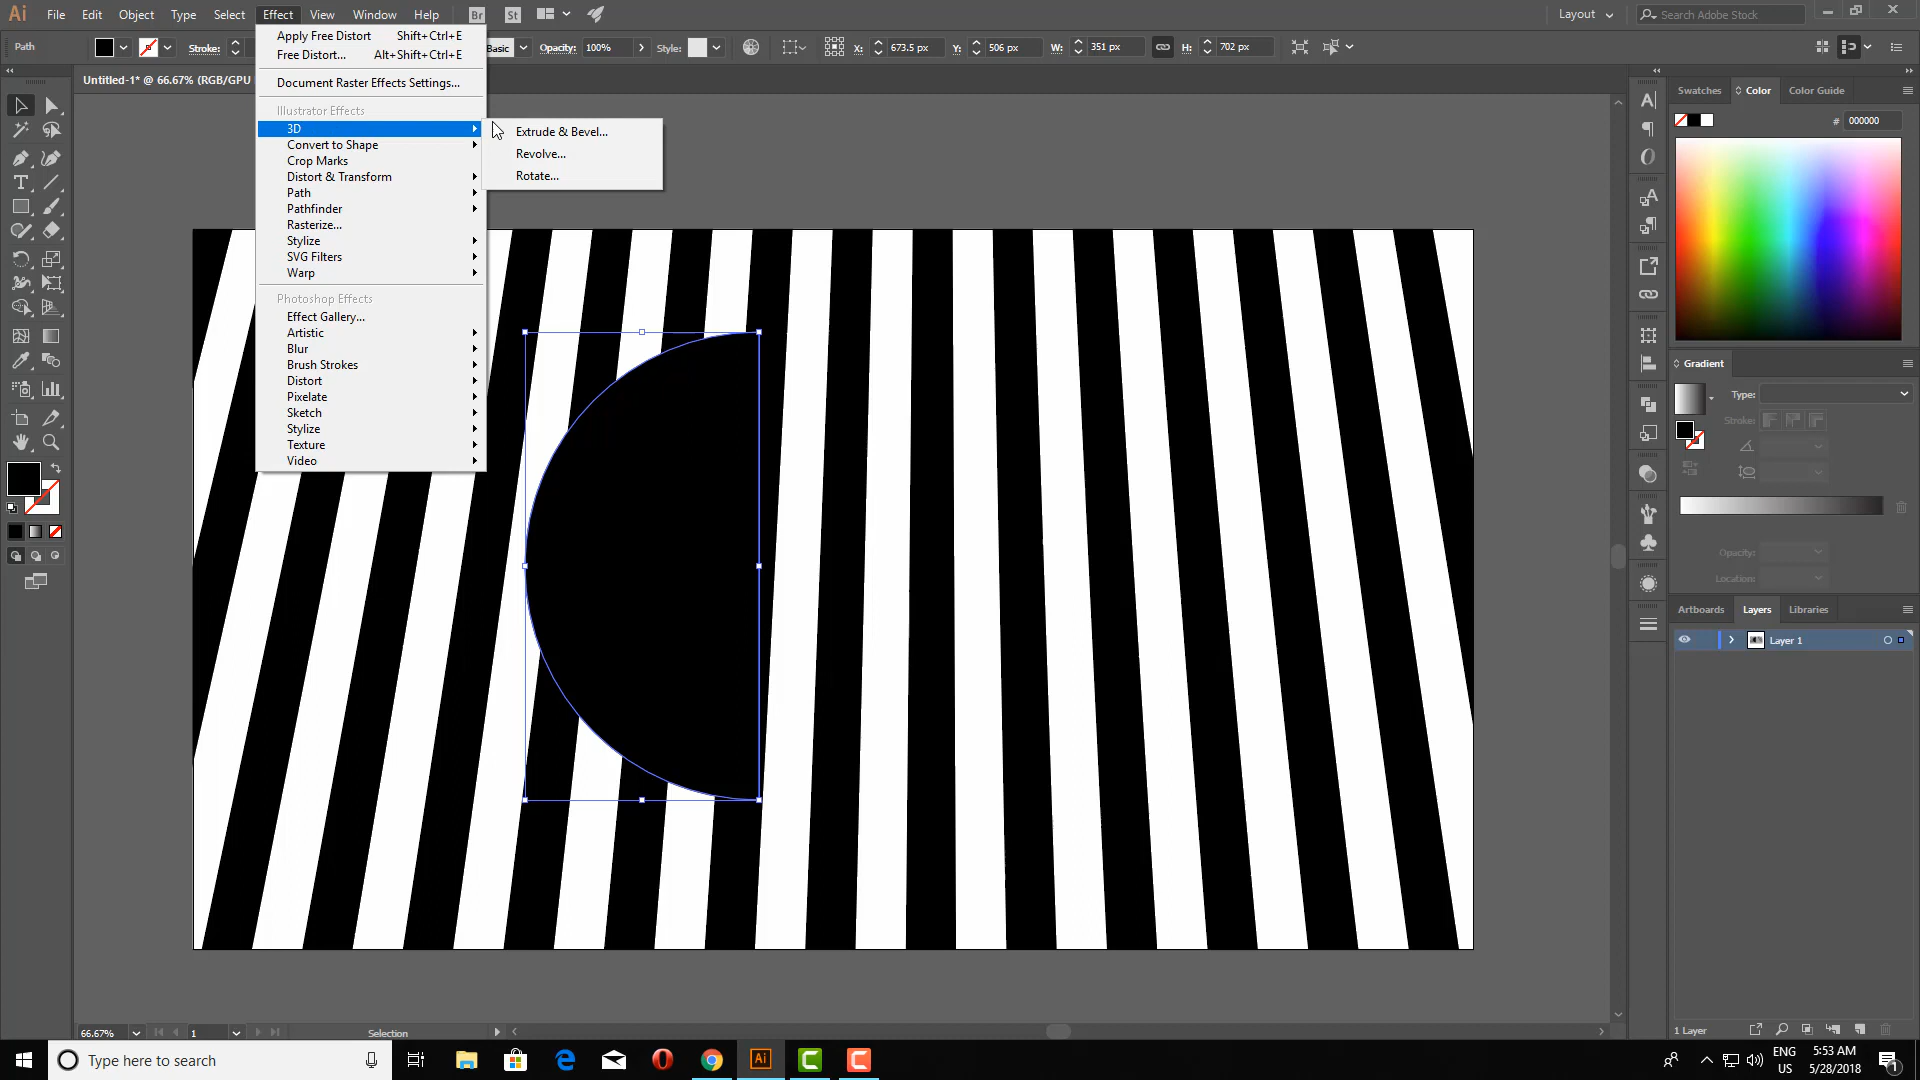 Ai File Edit Object Type Select Effect View Window Help Br St Layout Search Adobe Stock
Path Stroke: Basic Opacity: 100% Style: X: 673.5 px Y: 506 px W: 351 px H: 702 px
Untitled-1* @ 66.67% (RGB/GPU
Apply Free Distort Shift+Ctrl+E
Free Distort... Alt+Shift+Ctrl+E
Document Raster Effects Settings...
Illustrator Effects
3D
Convert to Shape
Crop Marks
Distort & Transform
Path
Pathfinder
Rasterize...
Stylize
SVG Filters
Warp
Photoshop Effects
Effect Gallery...
Artistic
Blur
Brush Strokes
Distort
Pixelate
Sketch
Stylize
Texture
Video
Extrude & Bevel...
Revolve...
Rotate...
Swatches Color Color Guide
# 000000
Gradient
Type:
Stroke:
Opacity:
Location:
Artboards Layers Libraries
Layer 1
1 Layer
66.67% 1 Selection
Type here to search
Ai
ENG
US
5:53 AM
5/28/2018
1